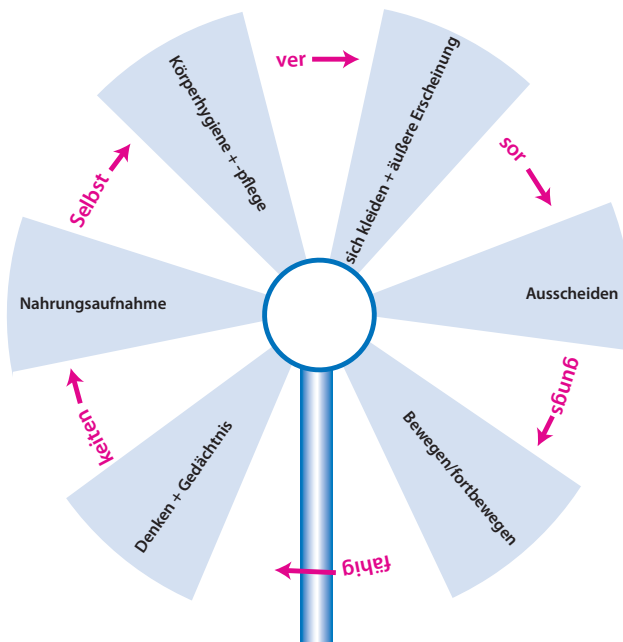 Selbst
ver
sor
gungs
fähig
keiten
Körperhygiene + -pflege
sich kleiden + äußere Erscheinung
Ausscheiden
Bewegen/fortbewegen
Denken + Gedächtnis
Nahrungsaufnahme